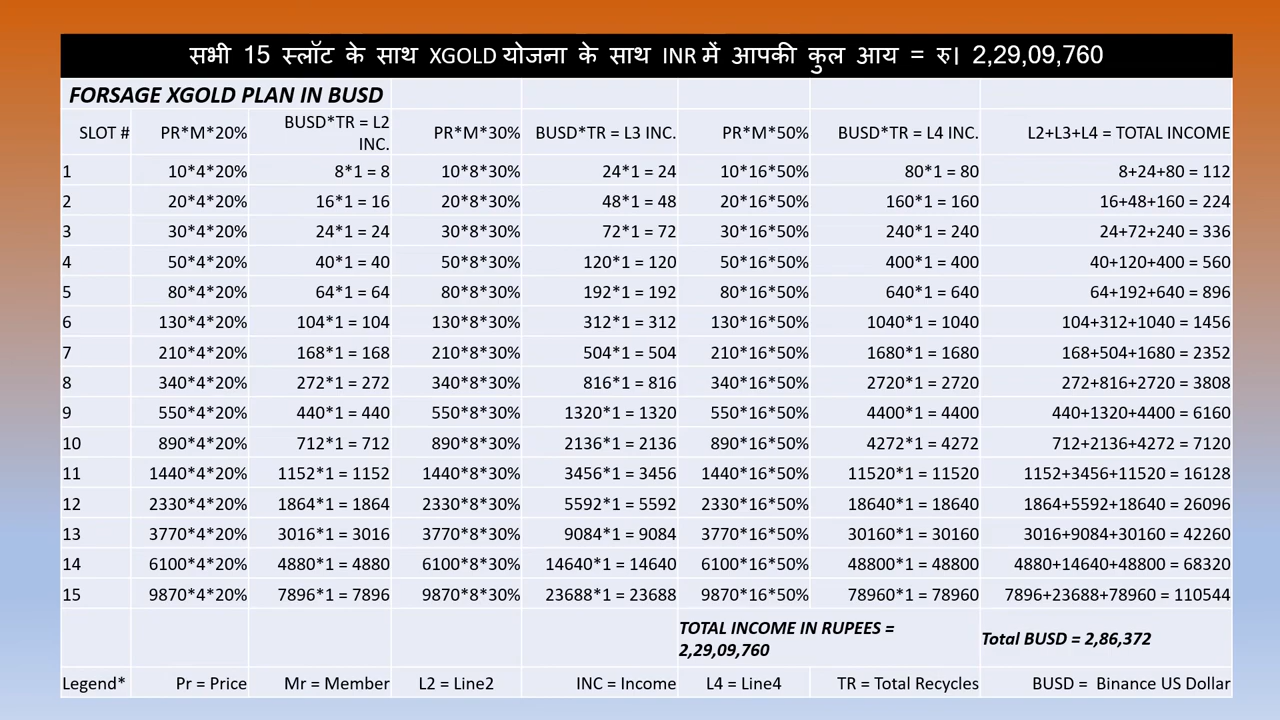 सभी 15 स्लॉट के साथ XGOLD योजना के साथ INR में आपकी कुल आय = रु। 2,29,09,760
FORSAGE XGOLD PLAN IN BUSD
SLOT # PR*M*20% BUSD*TR = L2 INC. PR*M*30% BUSD*TR = L3 INC. PR*M*50% BUSD*TR = L4 INC. L2+L3+L4 = TOTAL INCOME
1 10*4*20% 8*1 = 8 10*8*30% 24*1 = 24 10*16*50% 80*1 = 80 8+24+80 = 112
2 20*4*20% 16*1 = 16 20*8*30% 48*1 = 48 20*16*50% 160*1 = 160 16+48+160 = 224
3 30*4*20% 24*1 = 24 30*8*30% 72*1 = 72 30*16*50% 240*1 = 240 24+72+240 = 336
4 50*4*20% 40*1 = 40 50*8*30% 120*1 = 120 50*16*50% 400*1 = 400 40+120+400 = 560
5 80*4*20% 64*1 = 64 80*8*30% 192*1 = 192 80*16*50% 640*1 = 640 64+192+640 = 896
6 130*4*20% 104*1 = 104 130*8*30% 312*1 = 312 130*16*50% 1040*1 = 1040 104+312+1040 = 1456
7 210*4*20% 168*1 = 168 210*8*30% 504*1 = 504 210*16*50% 1680*1 = 1680 168+504+1680 = 2352
8 340*4*20% 272*1 = 272 340*8*30% 816*1 = 816 340*16*50% 2720*1 = 2720 272+816+2720 = 3808
9 550*4*20% 440*1 = 440 550*8*30% 1320*1 = 1320 550*16*50% 4400*1 = 4400 440+1320+4400 = 6160
10 890*4*20% 712*1 = 712 890*8*30% 2136*1 = 2136 890*16*50% 4272*1 = 4272 712+2136+4272 = 7120
11 1440*4*20% 1152*1 = 1152 1440*8*30% 3456*1 = 3456 1440*16*50% 11520*1 = 11520 1152+3456+11520 = 16128
12 2330*4*20% 1864*1 = 1864 2330*8*30% 5592*1 = 5592 2330*16*50% 18640*1 = 18640 1864+5592+18640 = 26096
13 3770*4*20% 3016*1 = 3016 3770*8*30% 9084*1 = 9084 3770*16*50% 30160*1 = 30160 3016+9084+30160 = 42260
14 6100*4*20% 4880*1 = 4880 6100*8*30% 14640*1 = 14640 6100*16*50% 48800*1 = 48800 4880+14640+48800 = 68320
15 9870*4*20% 7896*1 = 7896 9870*8*30% 23688*1 = 23688 9870*16*50% 78960*1 = 78960 7896+23688+78960 = 110544
TOTAL INCOME IN RUPEES =
2,29,09,760
Total BUSD = 2,86,372
Legend* Pr = Price Mr = Member L2 = Line2 INC = Income L4 = Line4 TR = Total Recycles BUSD = Binance US Dollar